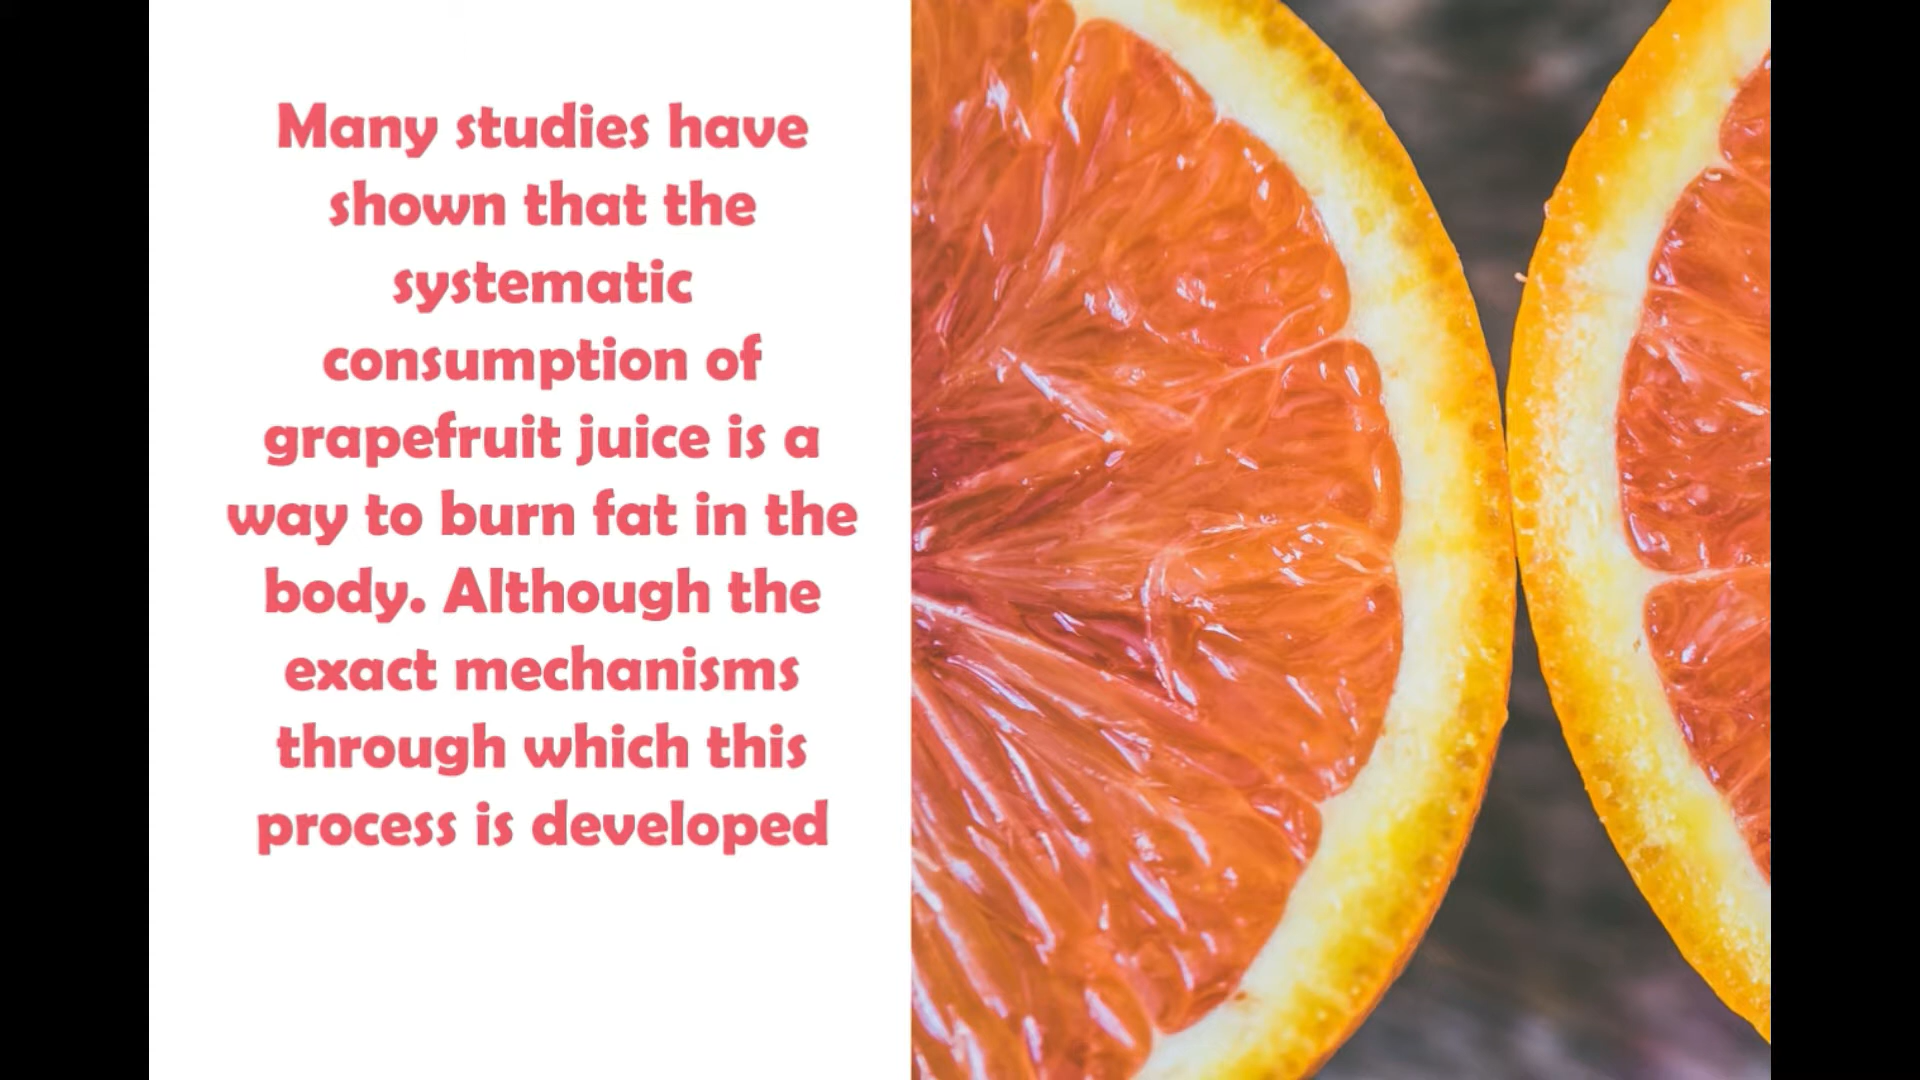 Many studies have
shown that the
systematic
consumption of
grapefruit juice is a
way to burn fat in the
body. Although the
exact mechanisms
through which this
process is developed